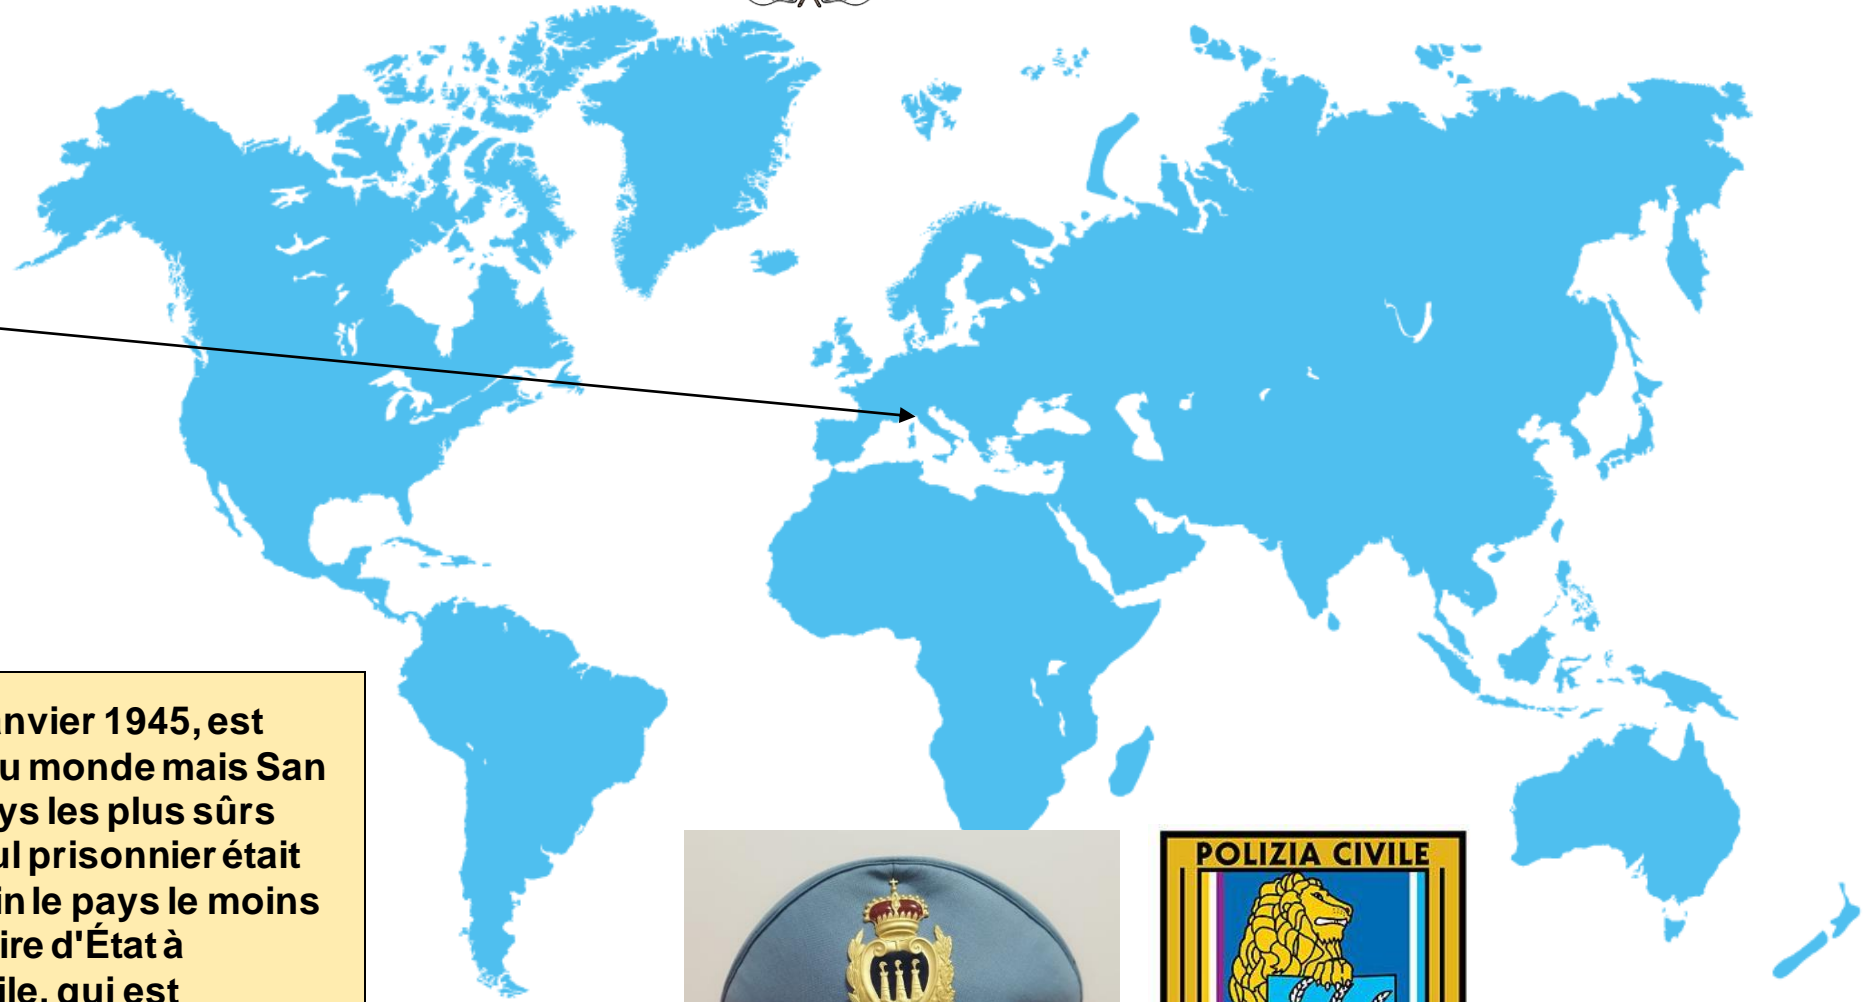 anvier 1945, est
u monde mais San
ys les plus sûrs
ul prisonnier était
in le pays le moins
ire d'État à
ile, qui est
POLIZIA CIVILE